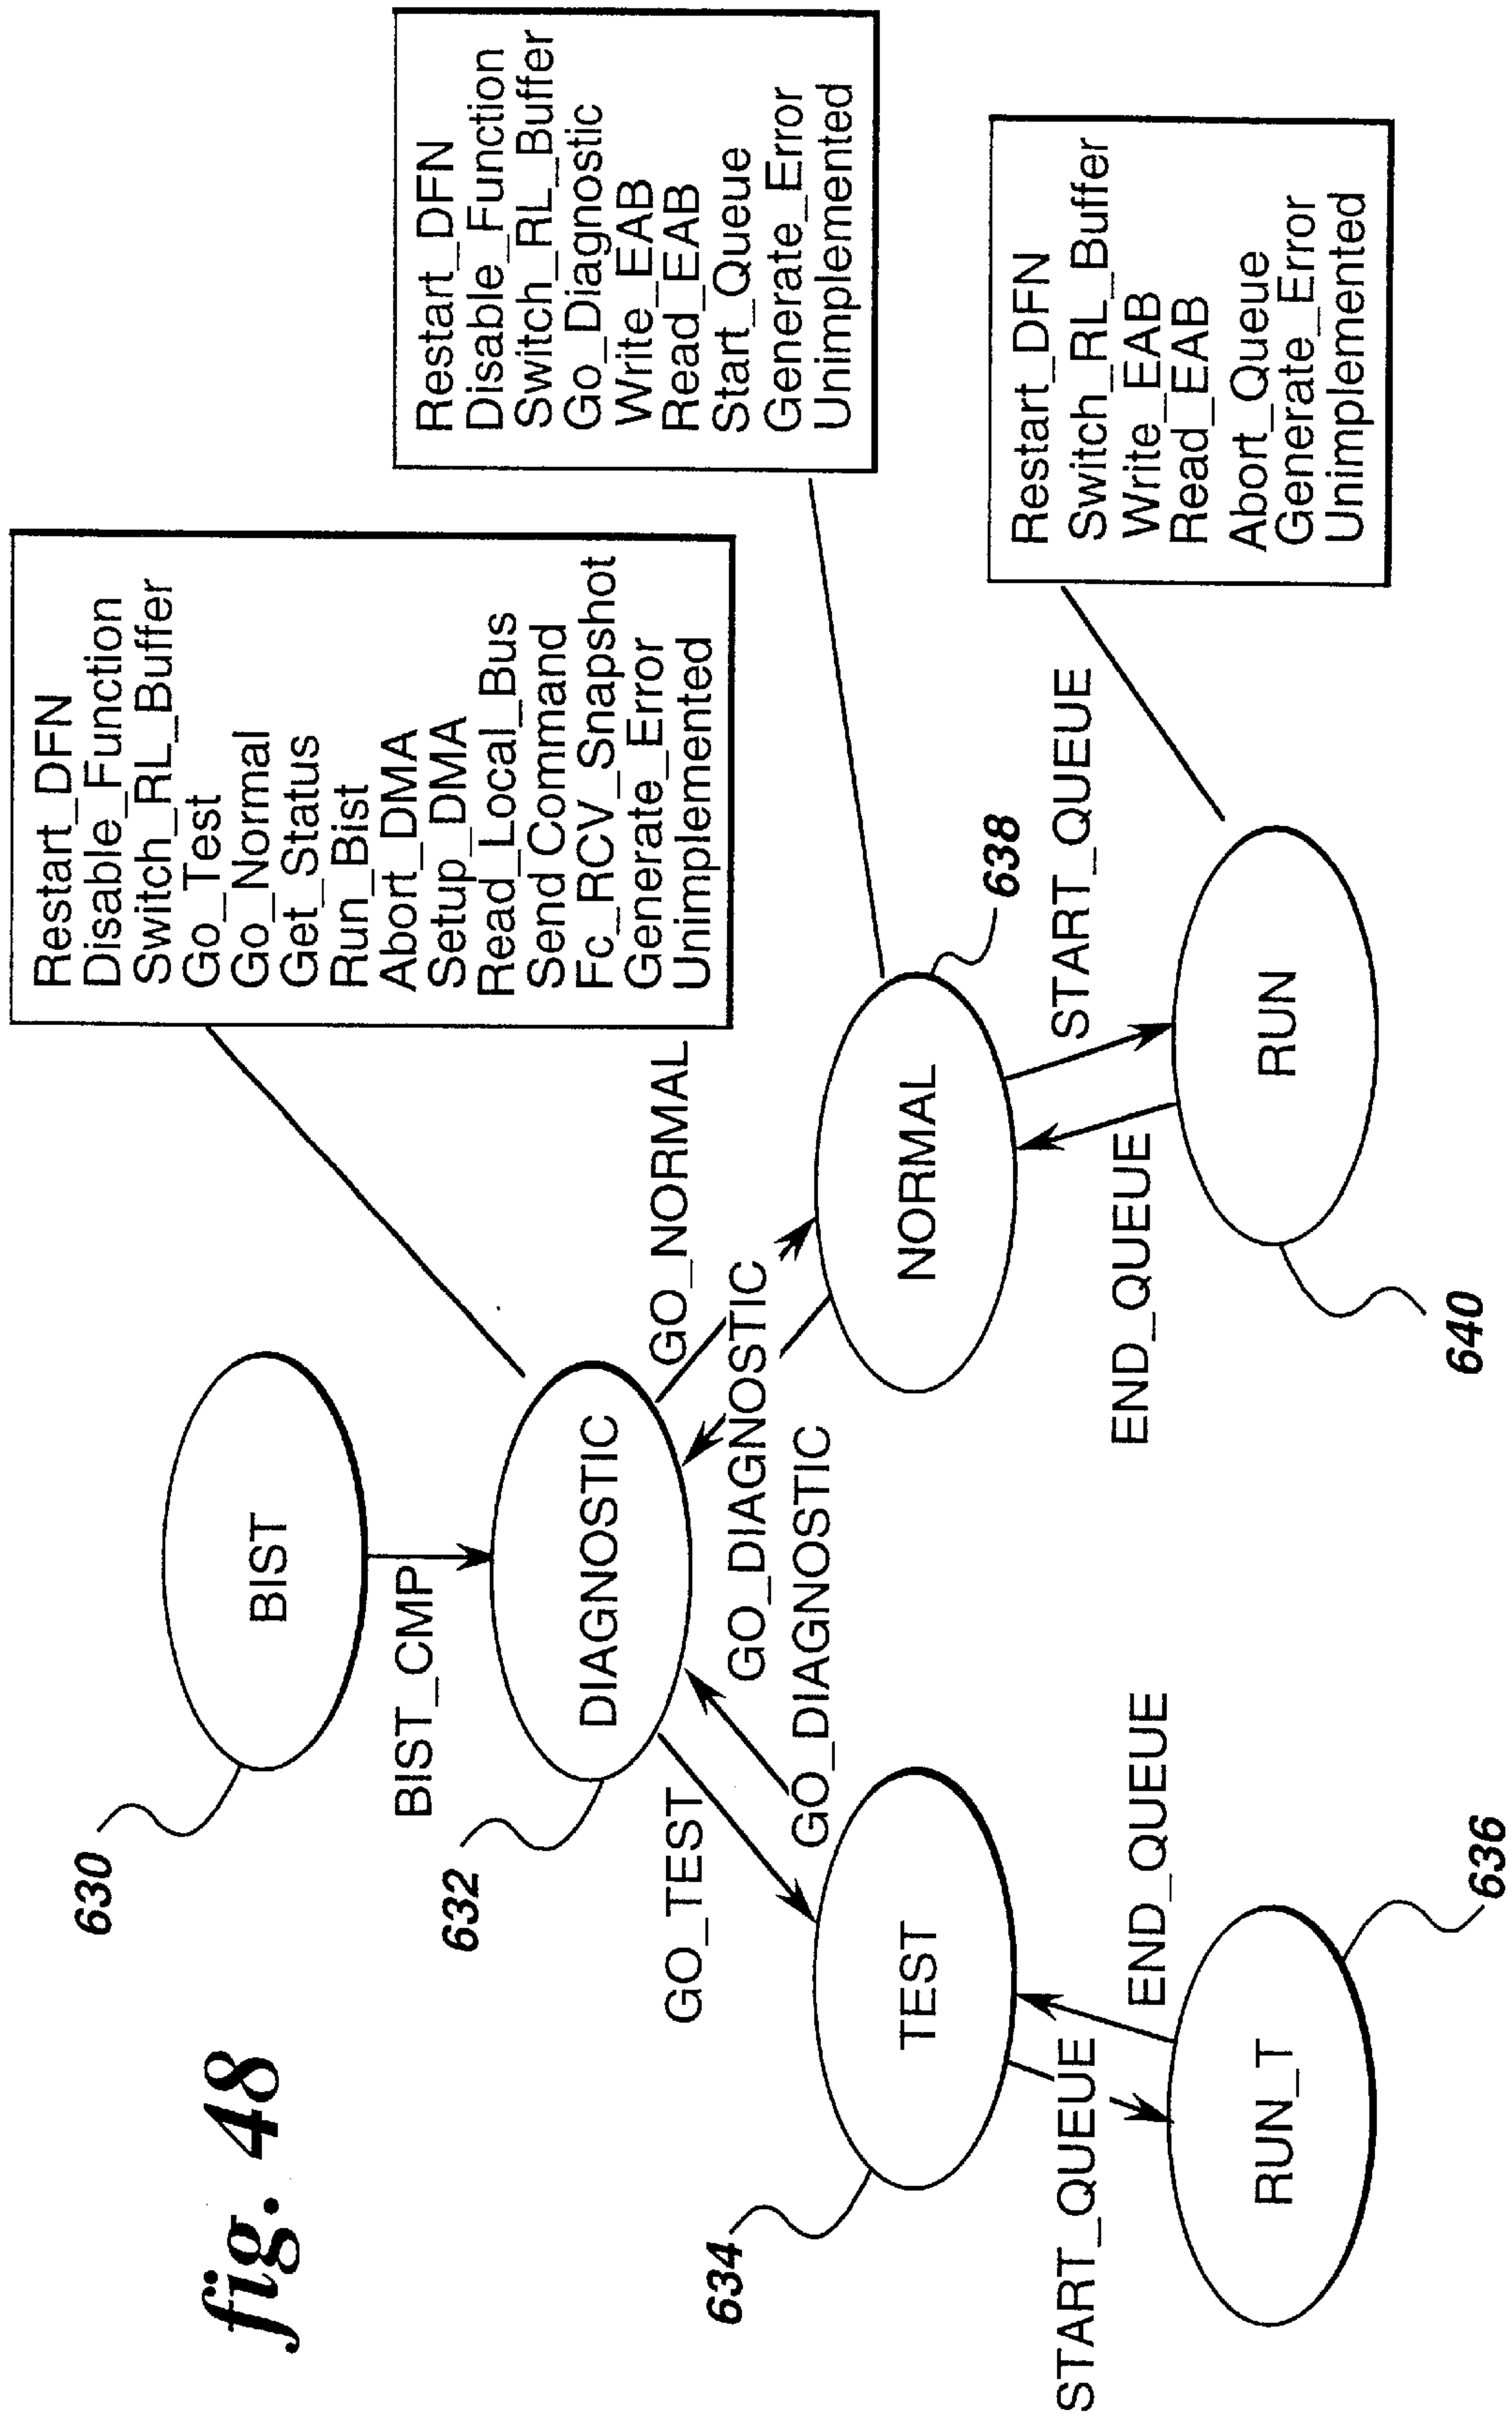 fig. 48
630
BIST
BIST_CMP
632
DIAGNOSTIC
Restart_DFN
Disable_Function
Switch_RL_Buffer
Go_Test
Go_Normal
Get_Status
Run_Bist
Abort_DMA
Setup_DMA
Read_Local_Bus
Send Command
Fc_RCV_Snapshot
Generate_Error
Unimplemented
GO_TEST
GO_DIAGNOSTIC
GO_DIAGNOSTIC
GO_NORMAL
634
TEST
NORMAL
638
Restart_DFN
Disable_Function
Switch_RL_Buffer
Go_Diagnostic
Write_EAB
Read_EAB
Start_Queue
Generate_Error
Unimplemented
START_QUEUE
END_QUEUE
END_QUEUE
START_QUEUE
RUN_T
636
640
RUN
Restart_DFN
Switch_RL_Buffer
Write_EAB
Read_EAB
Abort_Queue
Generate_Error
Unimplemented